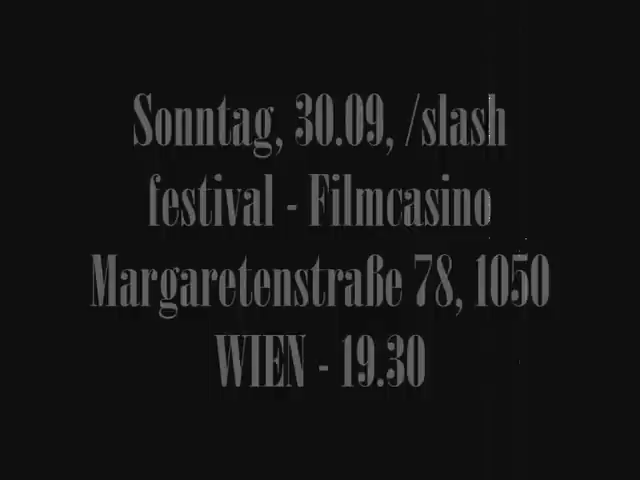 Sonntag, 30.09, /slash
festival - Filmcasino
Margaretenstraße 78, 1050
WIEN - 19.30